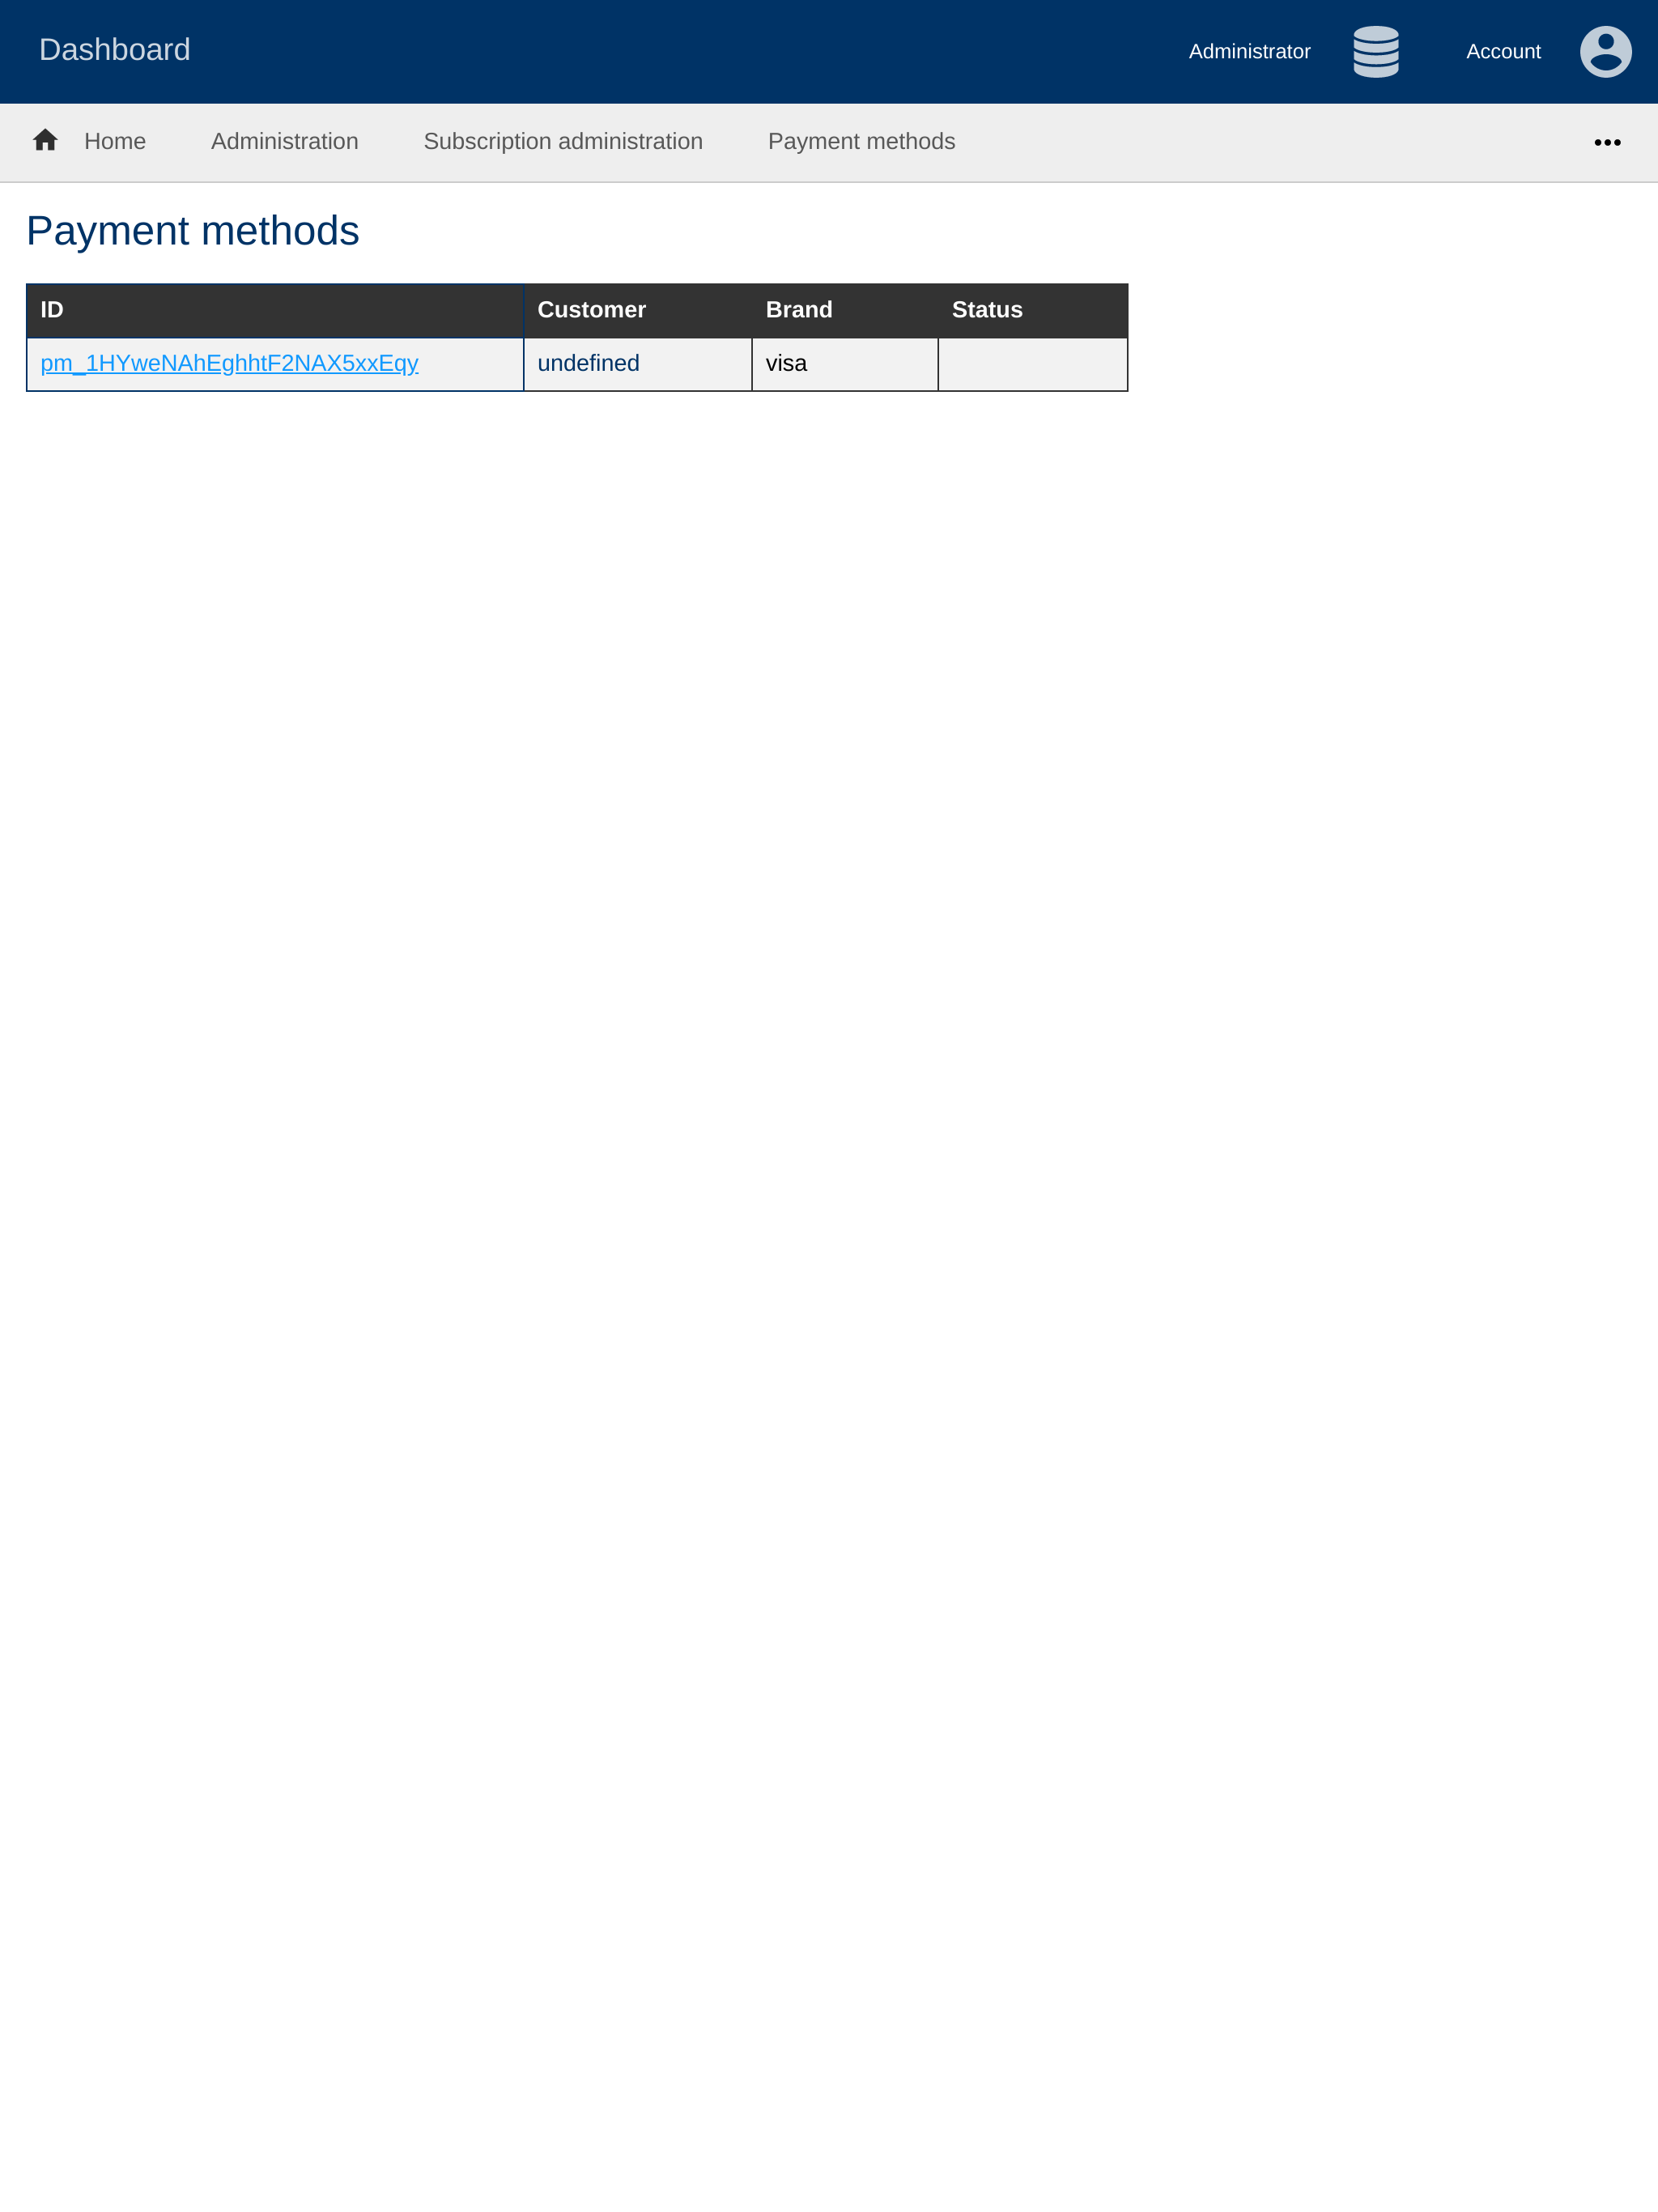 Dashboard
Administrator
Account
Home
Administration
Subscription administration
Payment methods
•••
Payment methods
ID Customer Brand Status
pm_1HYweNAhEghhtF2NAX5xxEqy undefined visa